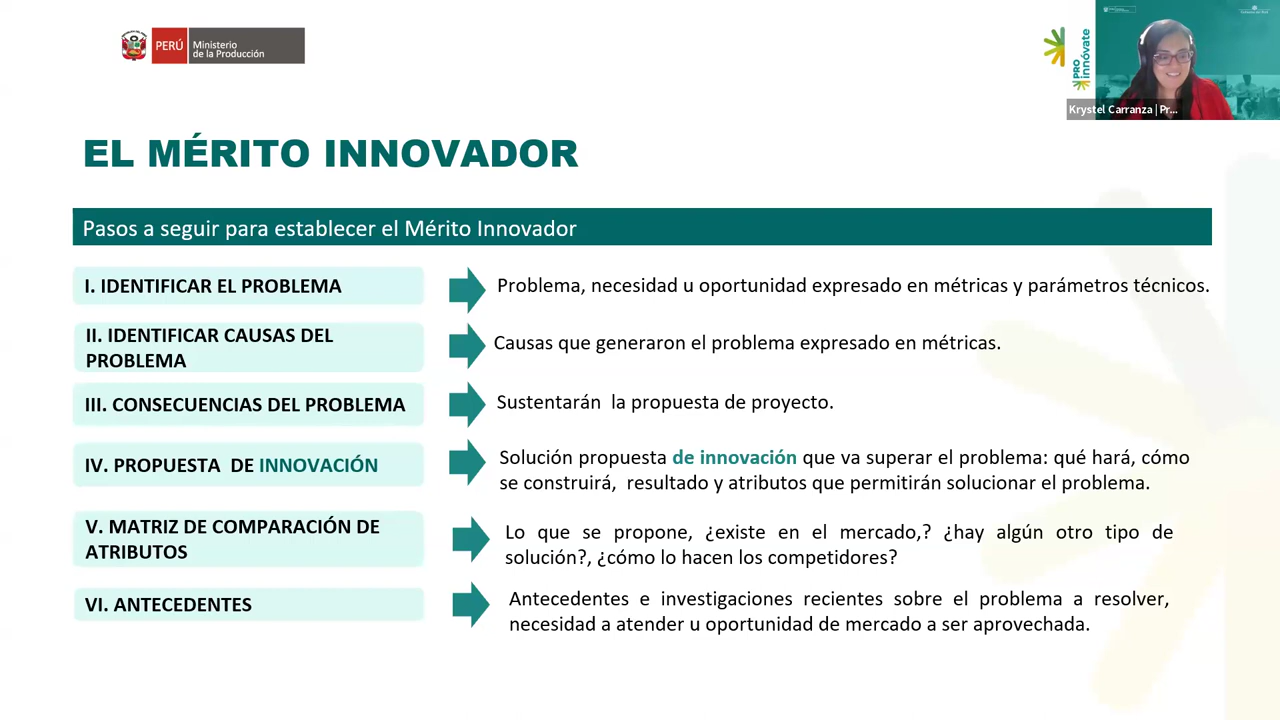 PERÚ
Ministerio
de la Producción
PRO
innóvate
Krystel Carranza | Pr...
EL MÉRITO INNOVADOR
Pasos a seguir para establecer el Mérito Innovador
I. IDENTIFICAR EL PROBLEMA
Problema, necesidad u oportunidad expresado en métricas y parámetros técnicos.
II. IDENTIFICAR CAUSAS DEL
PROBLEMA
Causas que generaron el problema expresado en métricas.
III. CONSECUENCIAS DEL PROBLEMA
Sustentarán la propuesta de proyecto.
IV. PROPUESTA DE INNOVACIÓN
Solución propuesta de innovación que va superar el problema: qué hará, cómo
se construirá, resultado y atributos que permitirán solucionar el problema.
V. MATRIZ DE COMPARACIÓN DE
ATRIBUTOS
Lo que se propone, ¿existe en el mercado,? ¿hay algún otro tipo de
solución?, ¿cómo lo hacen los competidores?
VI. ANTECEDENTES
Antecedentes e investigaciones recientes sobre el problema a resolver,
necesidad a atender u oportunidad de mercado a ser aprovechada.